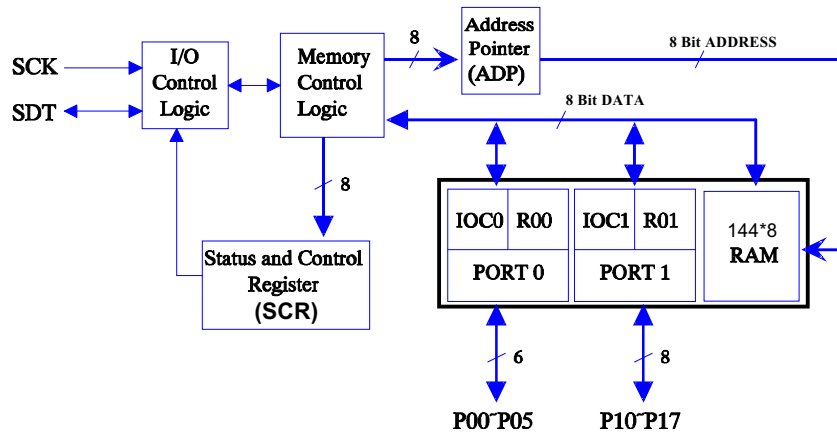 SCK
SDT
I/O
Control
Logic
Memory
Control
Logic
8
Address
Pointer
(ADP)
8 Bit ADDRESS
8 Bit DATA
8
Status and Control
Register
(SCR)
IOC0
R00
PORT 0
IOC1
R01
PORT 1
144*8
RAM
6
8
P00~P05
P10~P17